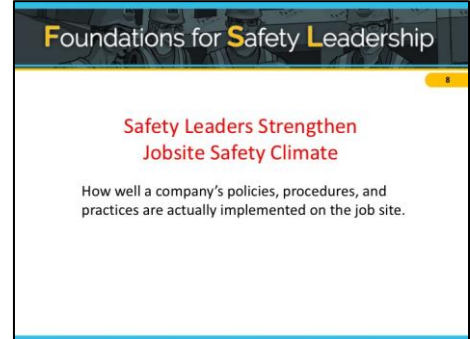 Foundations for Safety Leadership
8
Safety Leaders Strengthen
Jobsite Safety Climate
How well a company’s policies, procedures, and
practices are actually implemented on the job site.